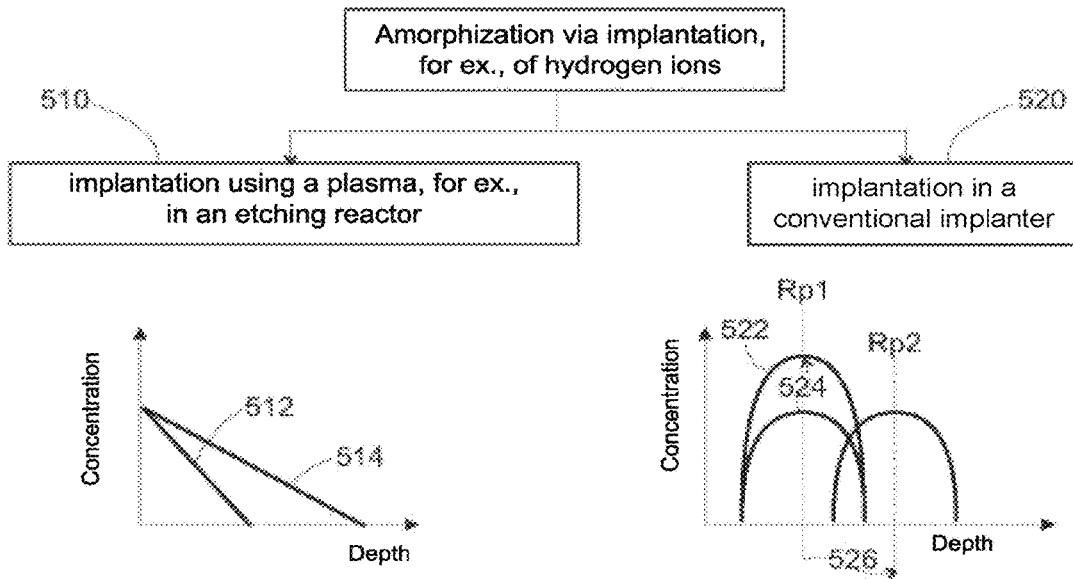 Amorphization via implantation,
for ex., of hydrogen ions
510
520
implantation using a plasma, for ex.,
in an etching reactor
implantation in a
conventional implanter
Concentration
512
514
Depth
Concentration
Rp1
522
Rp2
524
526
Depth